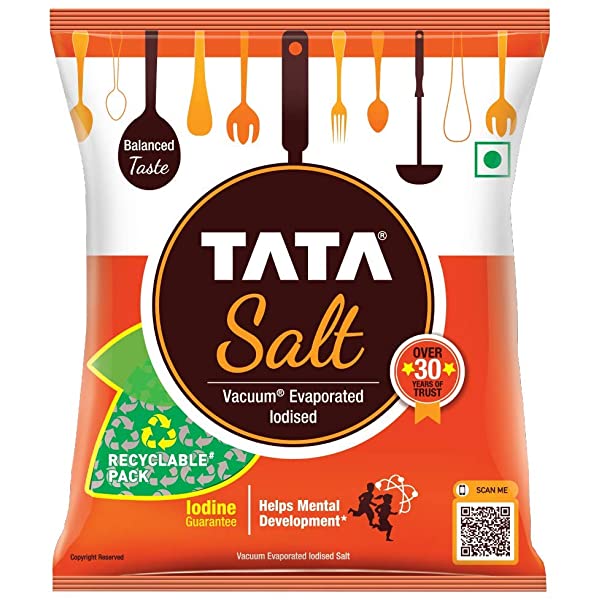 Balanced
Taste
TATA®
Salt
Vacuum® Evaporated
Iodised
OVER
30
YEARS OF
TRUST
RECYCLABLE#
PACK
Iodine
Guarantee
Helps Mental
Development*
SCAN ME
Copyright Reserved
Vacuum Evaporated Iodised Salt